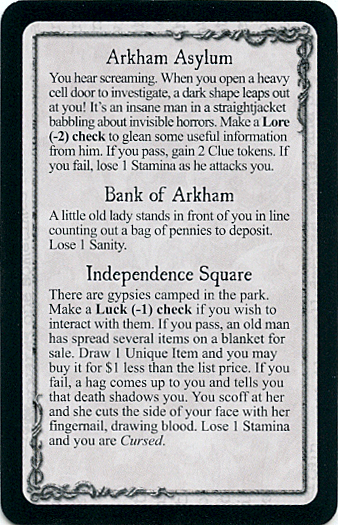 Arkham Asylum
You hear screaming. When you open a heavy
cell door to investigate, a dark shape leaps out
at you! It's an insane man in a straightjacket
babbling about invisible horrors. Make a Lore
(-2) check to glean some useful information
from him. If you pass, gain 2 Clue tokens. If
you fail, lose 1 Stamina as he attacks you.
Bank of Arkham
A little old lady stands in front of you in line
counting out a bag of pennies to deposit.
Lose 1 Sanity.
Independence Square
There are gypsies camped in the park.
Make a Luck (-1) check if you wish to
interact with them. If you pass, an old man
has spread several items on a blanket for
sale. Draw 1 Unique Item and you may
buy it for $1 less than the list price. If you
fail, a hag comes up to you and tells you
that death shadows you. You scoff at her
and she cuts the side of your face with her
fingernail, drawing blood. Lose 1 Stamina
and you are Cursed.